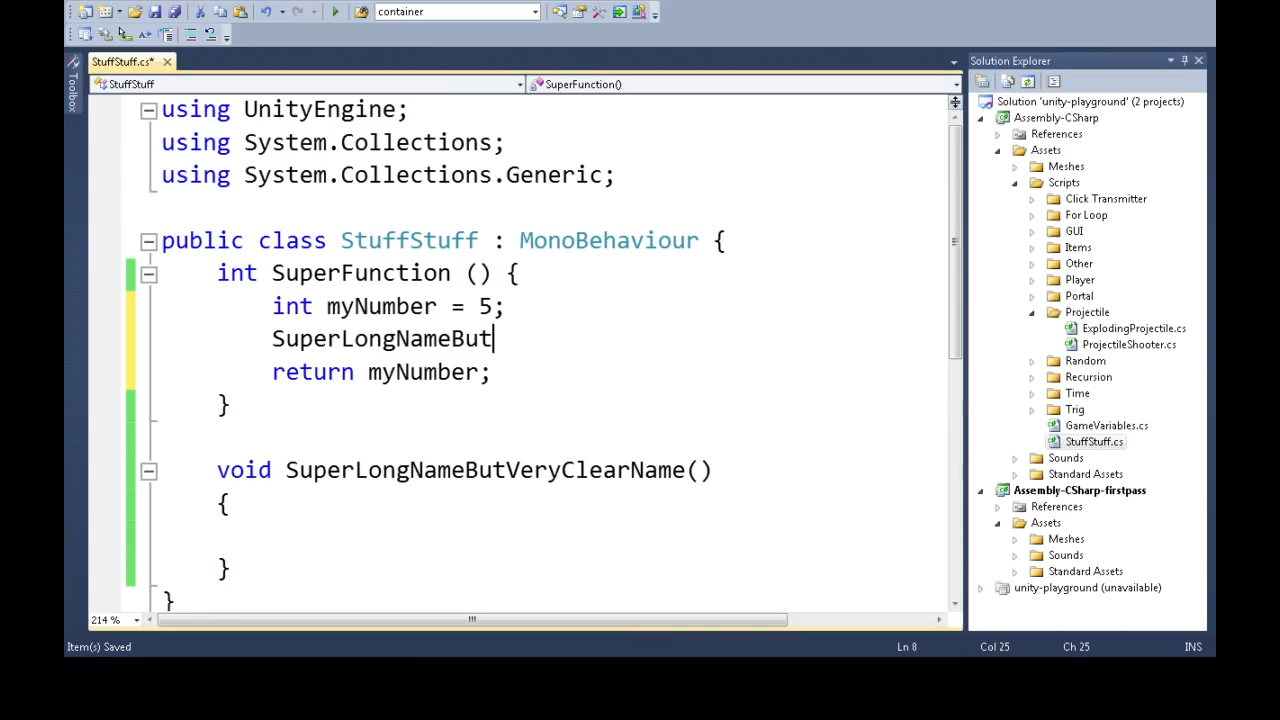 container
StuffStuff.cs*
Solution Explorer
Toolbox
StuffStuff
SuperFunction()
using UnityEngine;
using System.Collections;
using System.Collections.Generic;
public class StuffStuff : MonoBehaviour {
int SuperFunction () {
int myNumber = 5;
SuperLongNameBut
return myNumber;
}
void SuperLongNameButVeryClearName()
{
}
}
214 %
Solution 'unity-playground' (2 projects)
Assembly-CSharp
References
Assets
Meshes
Scripts
Click Transmitter
For Loop
GUI
Items
Other
Player
Portal
Projectile
ExplodingProjectile.cs
ProjectileShooter.cs
Random
Recursion
Time
Trig
GameVariables.cs
StuffStuff.cs
Sounds
Standard Assets
Assembly-CSharp-firstpass
References
Assets
Meshes
Sounds
Standard Assets
unity-playground (unavailable)
Item(s) Saved
Ln 8
Col 25
Ch 25
INS